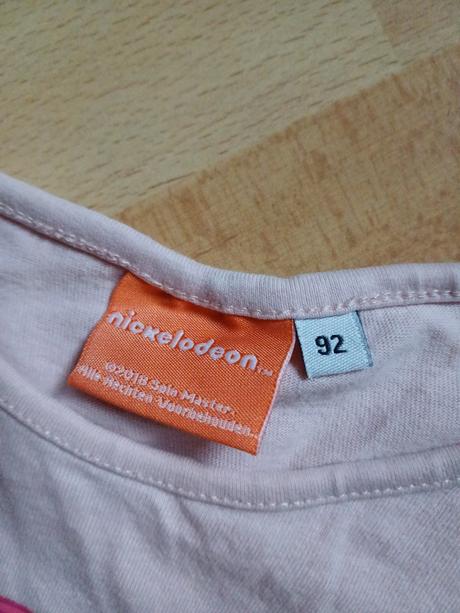 nickelodeon™
©2018 Spin Master.
Alle Rechten Voorbehouden.
92